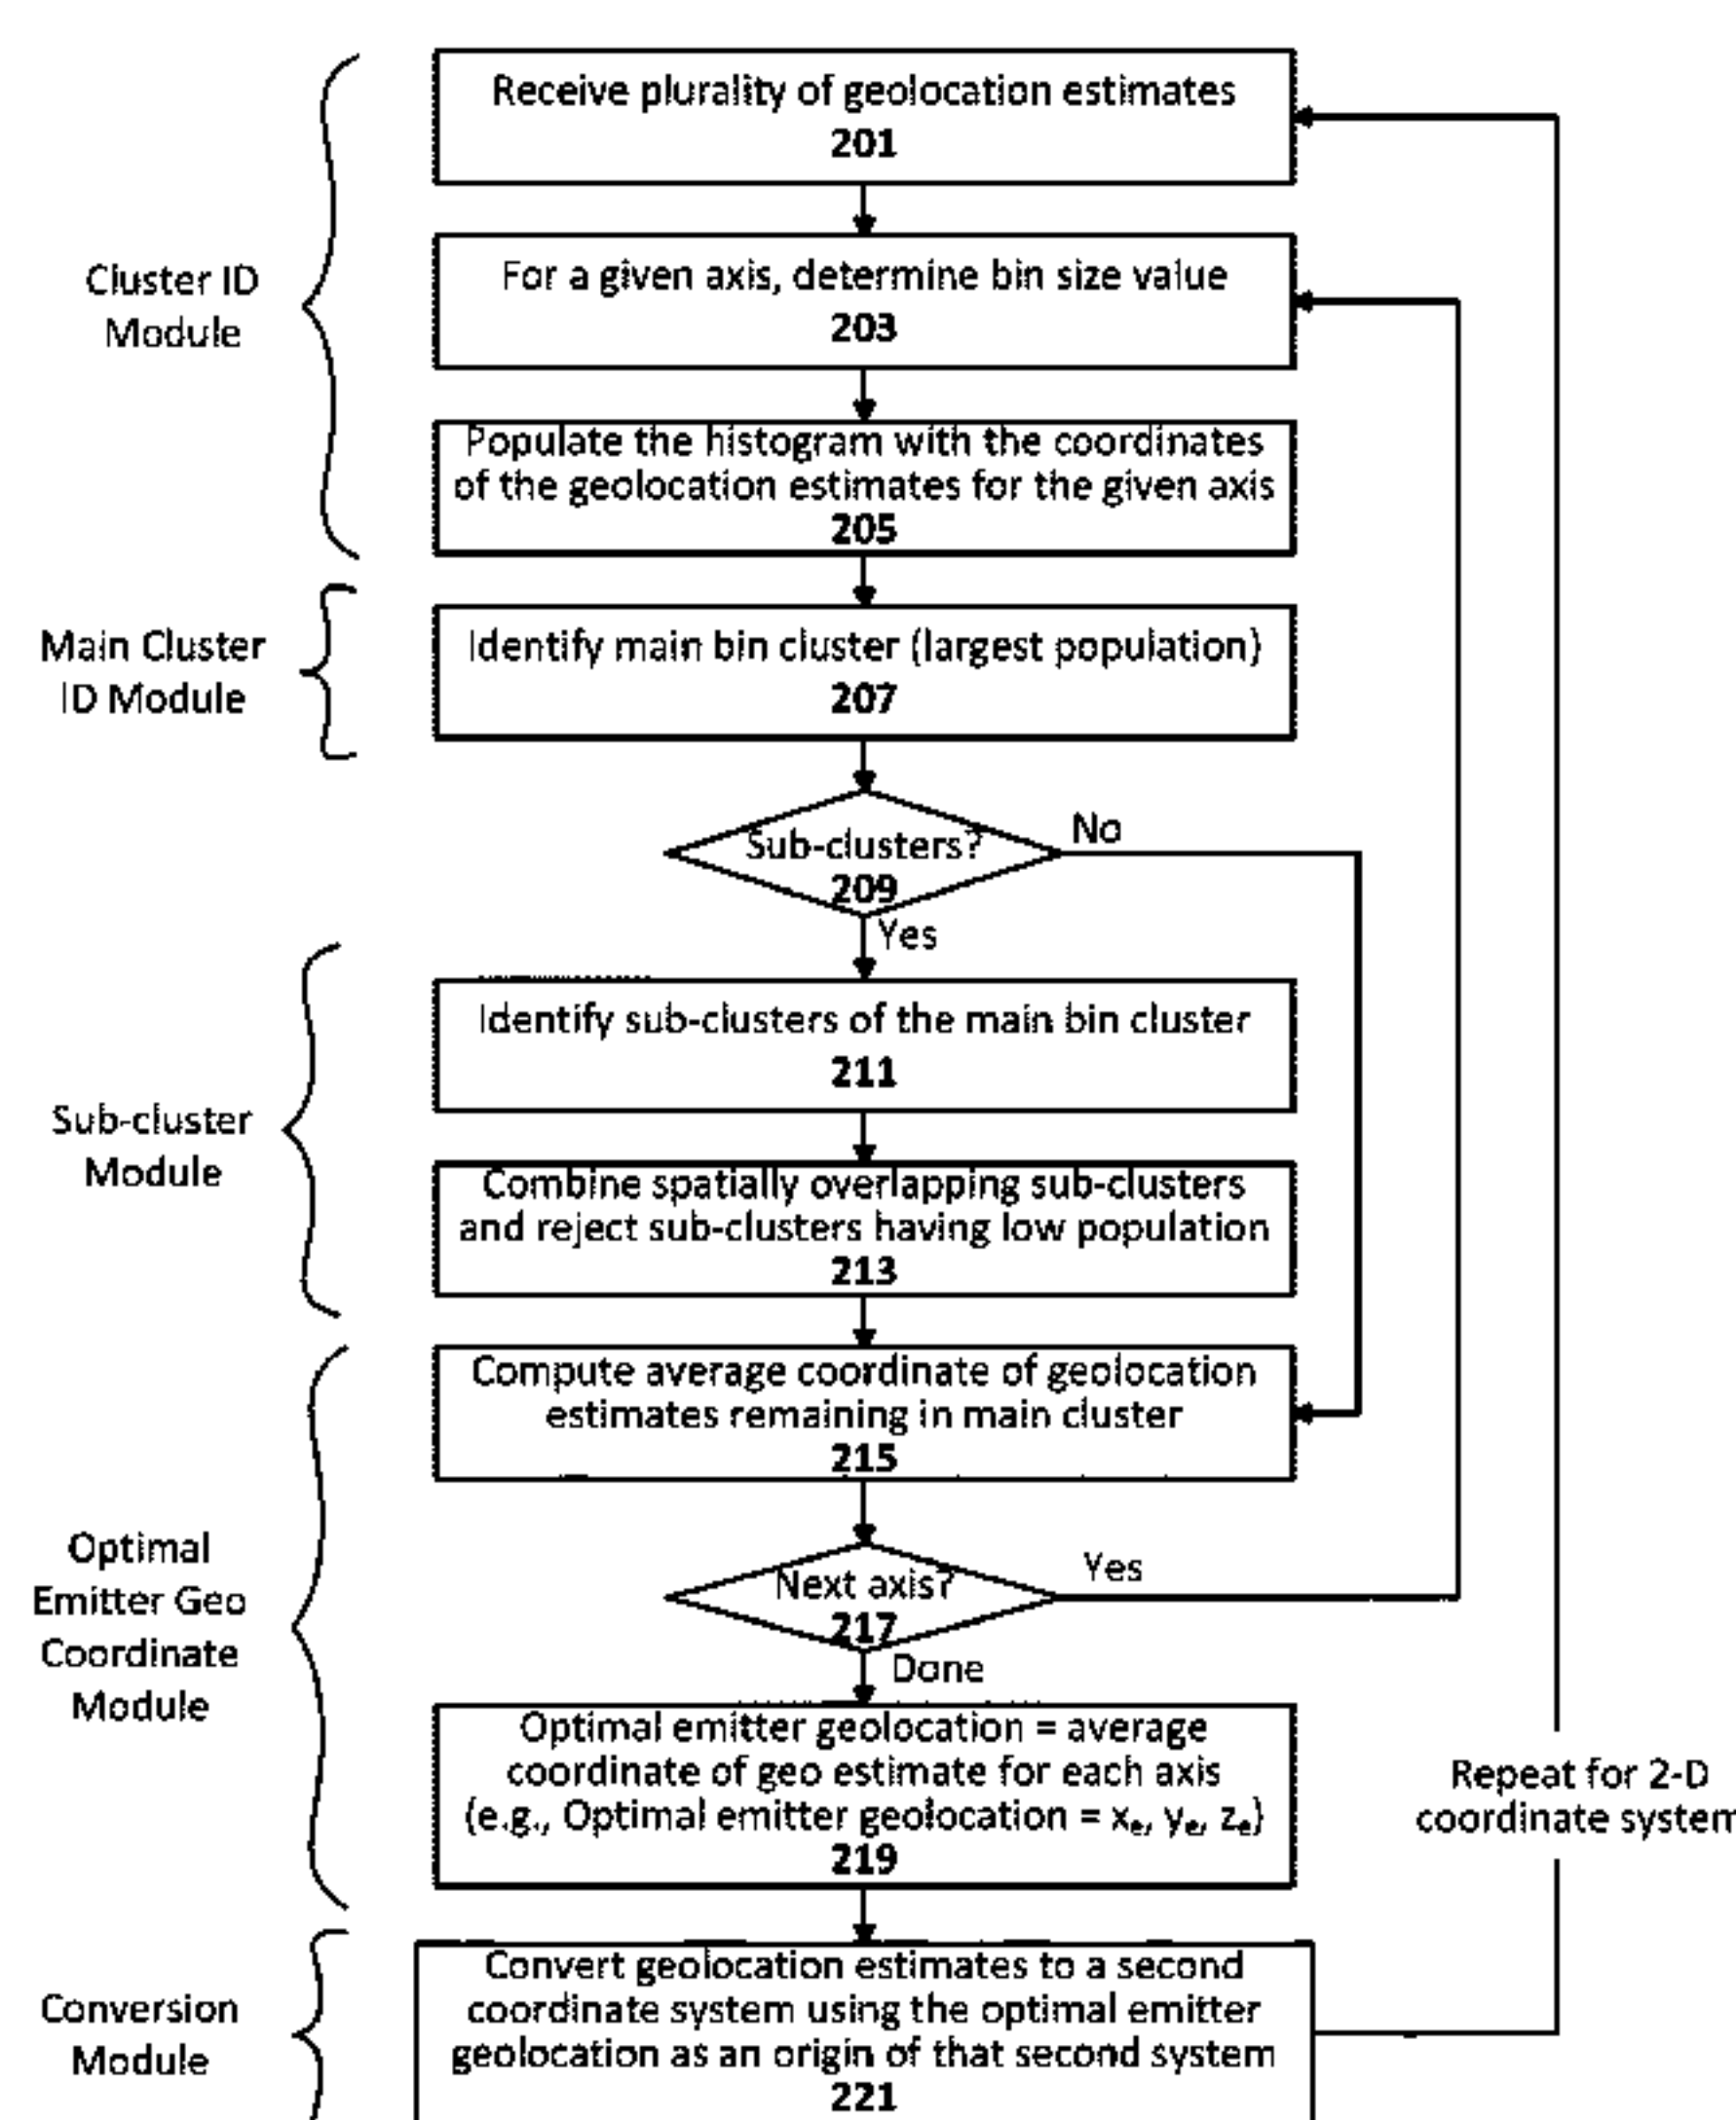 Receive plurality of geolocation estimates
201
Cluster ID
Module
For a given axis, determine bin size value
203
Populate the histogram with the coordinates
of the geolocation estimates for the given axis
205
Main Cluster
ID Module
Identify main bin cluster (largest population)
207
Sub-clusters?
209
No
Yes
Identify sub-clusters of the main bin cluster
211
Sub-cluster
Module
Combine spatially overlapping sub-clusters
and reject sub-clusters having low population
213
Compute average coordinate of geolocation
estimates remaining in main cluster
215
Optimal
Emitter Geo
Coordinate
Module
Next axis?
217
Yes
Done
Optimal emitter geolocation = average
coordinate of geo estimate for each axis
(e.g., Optimal emitter geolocation = xₑ, yₑ, zₑ)
219
Repeat for 2-D
coordinate system
Conversion
Module
Convert geolocation estimates to a second
coordinate system using the optimal emitter
geolocation as an origin of that second system
221